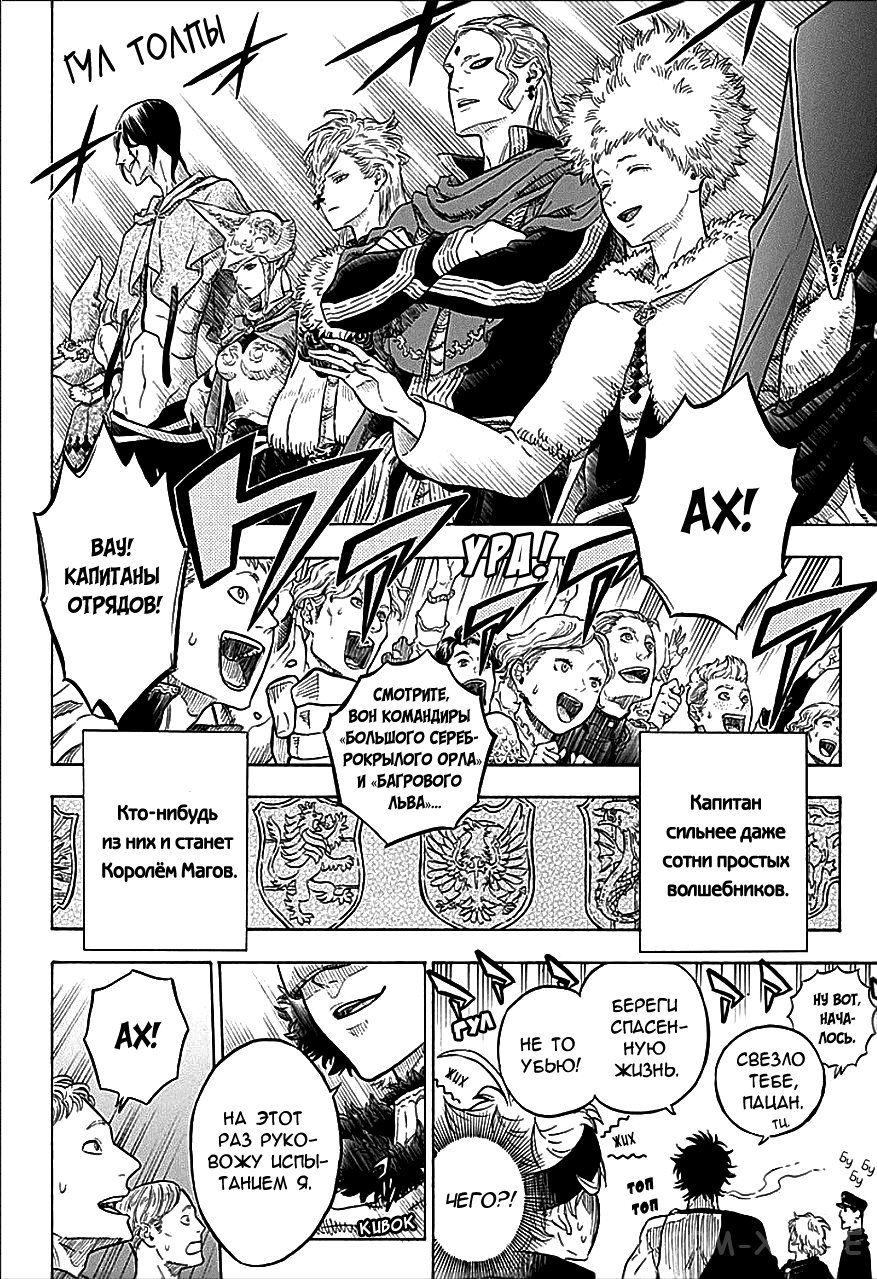 ГУЛ ТОЛПЫ
АХ!
ВАУ!
КАПИТАНЫ
ОТРЯДОВ!
УРА!
СМОТРИТЕ,
ВОН КОМАНДИРЫ
«БОЛЬШОГО СЕРЕБ-
РОКРЫЛОГО ОРЛА»
И «БАГРОВОГО
ЛЬВА»...
Капитан
сильнее даже
сотни простых
волшебников.
Кто-нибудь
из них и станет
Королём Магов.
НУ ВОТ,
НАЧА-
ЛОСЬ.
СВЕЗЛО
ТЕБЕ,
ПАЦАН.
ТЦ.
БЕРЕГИ
СПАСЕН-
НУЮ
ЖИЗНЬ.
НЕ ТО
УБЬЮ!
ГУЛ
ЖИХ
ЖИХ
ТОП
ТОП
БУ
БУ
БУ
ЧЕГО?!
НА ЭТОТ
РАЗ РУКО-
ВОЖУ ИСПЫ-
ТАНИЕМ Я.
КИВОК
АХ!